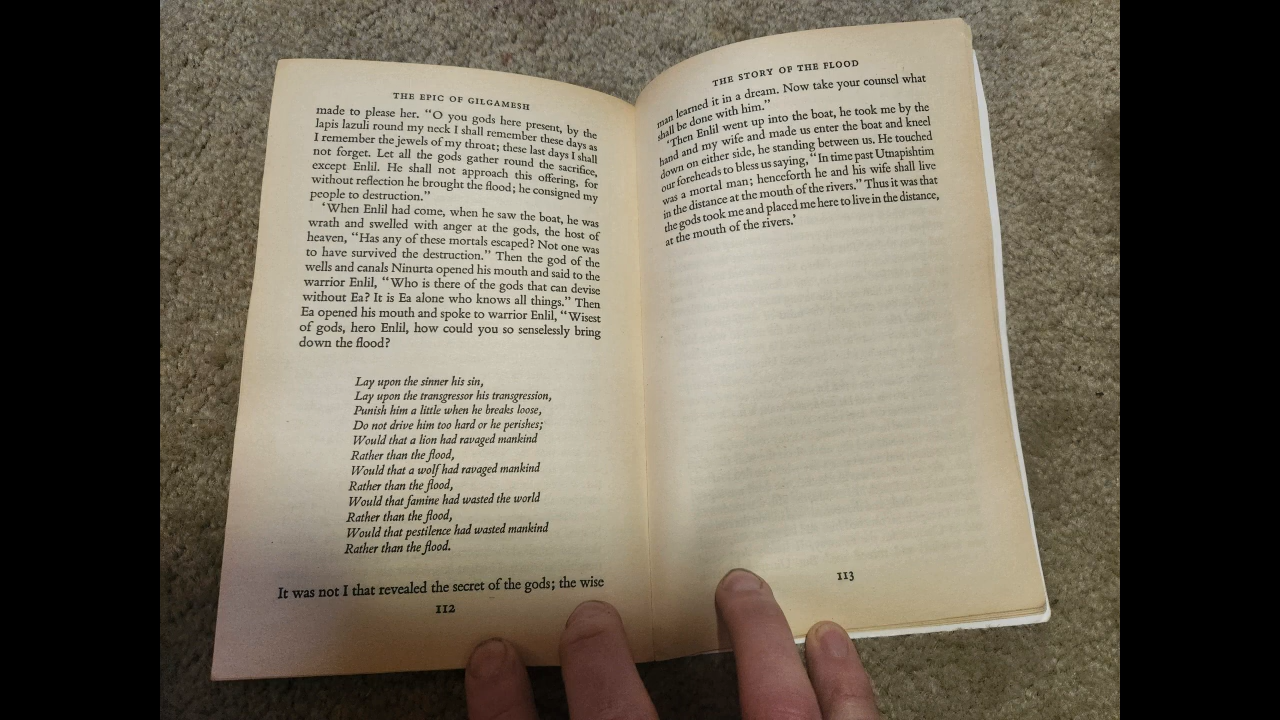 THE EPIC OF GILGAMESH
made to please her. “O you gods here present, by the
lapis lazuli round my neck I shall remember these days as
I remember the jewels of my throat; these last days I shall
not forget. Let all the gods gather round the sacrifice,
except Enlil. He shall not approach this offering, for
without reflection he brought the flood; he consigned my
people to destruction.”
‘When Enlil had come, when he saw the boat, he was
wrath and swelled with anger at the gods, the host of
heaven, “Has any of these mortals escaped? Not one was
to have survived the destruction.” Then the god of the
wells and canals Ninurta opened his mouth and said to the
warrior Enlil, “Who is there of the gods that can devise
without Ea? It is Ea alone who knows all things.” Then
Ea opened his mouth and spoke to warrior Enlil, “Wisest
of gods, hero Enlil, how could you so senselessly bring
down the flood?
Lay upon the sinner his sin,
Lay upon the transgressor his transgression,
Punish him a little when he breaks loose,
Do not drive him too hard or he perishes;
Would that a lion had ravaged mankind
Rather than the flood,
Would that a wolf had ravaged mankind
Rather than the flood,
Would that famine had wasted the world
Rather than the flood,
Would that pestilence had wasted mankind
Rather than the flood.
It was not I that revealed the secret of the gods; the wise
112
THE STORY OF THE FLOOD
man learned it in a dream. Now take your counsel what
shall be done with him.”
‘Then Enlil went up into the boat, he took me by the
hand and my wife and made us enter the boat and kneel
down on either side, he standing between us. He touched
our foreheads to bless us saying, “In time past Utnapishtim
was a mortal man; henceforth he and his wife shall live
in the distance at the mouth of the rivers.” Thus it was that
the gods took me and placed me here to live in the distance,
at the mouth of the rivers.’
113